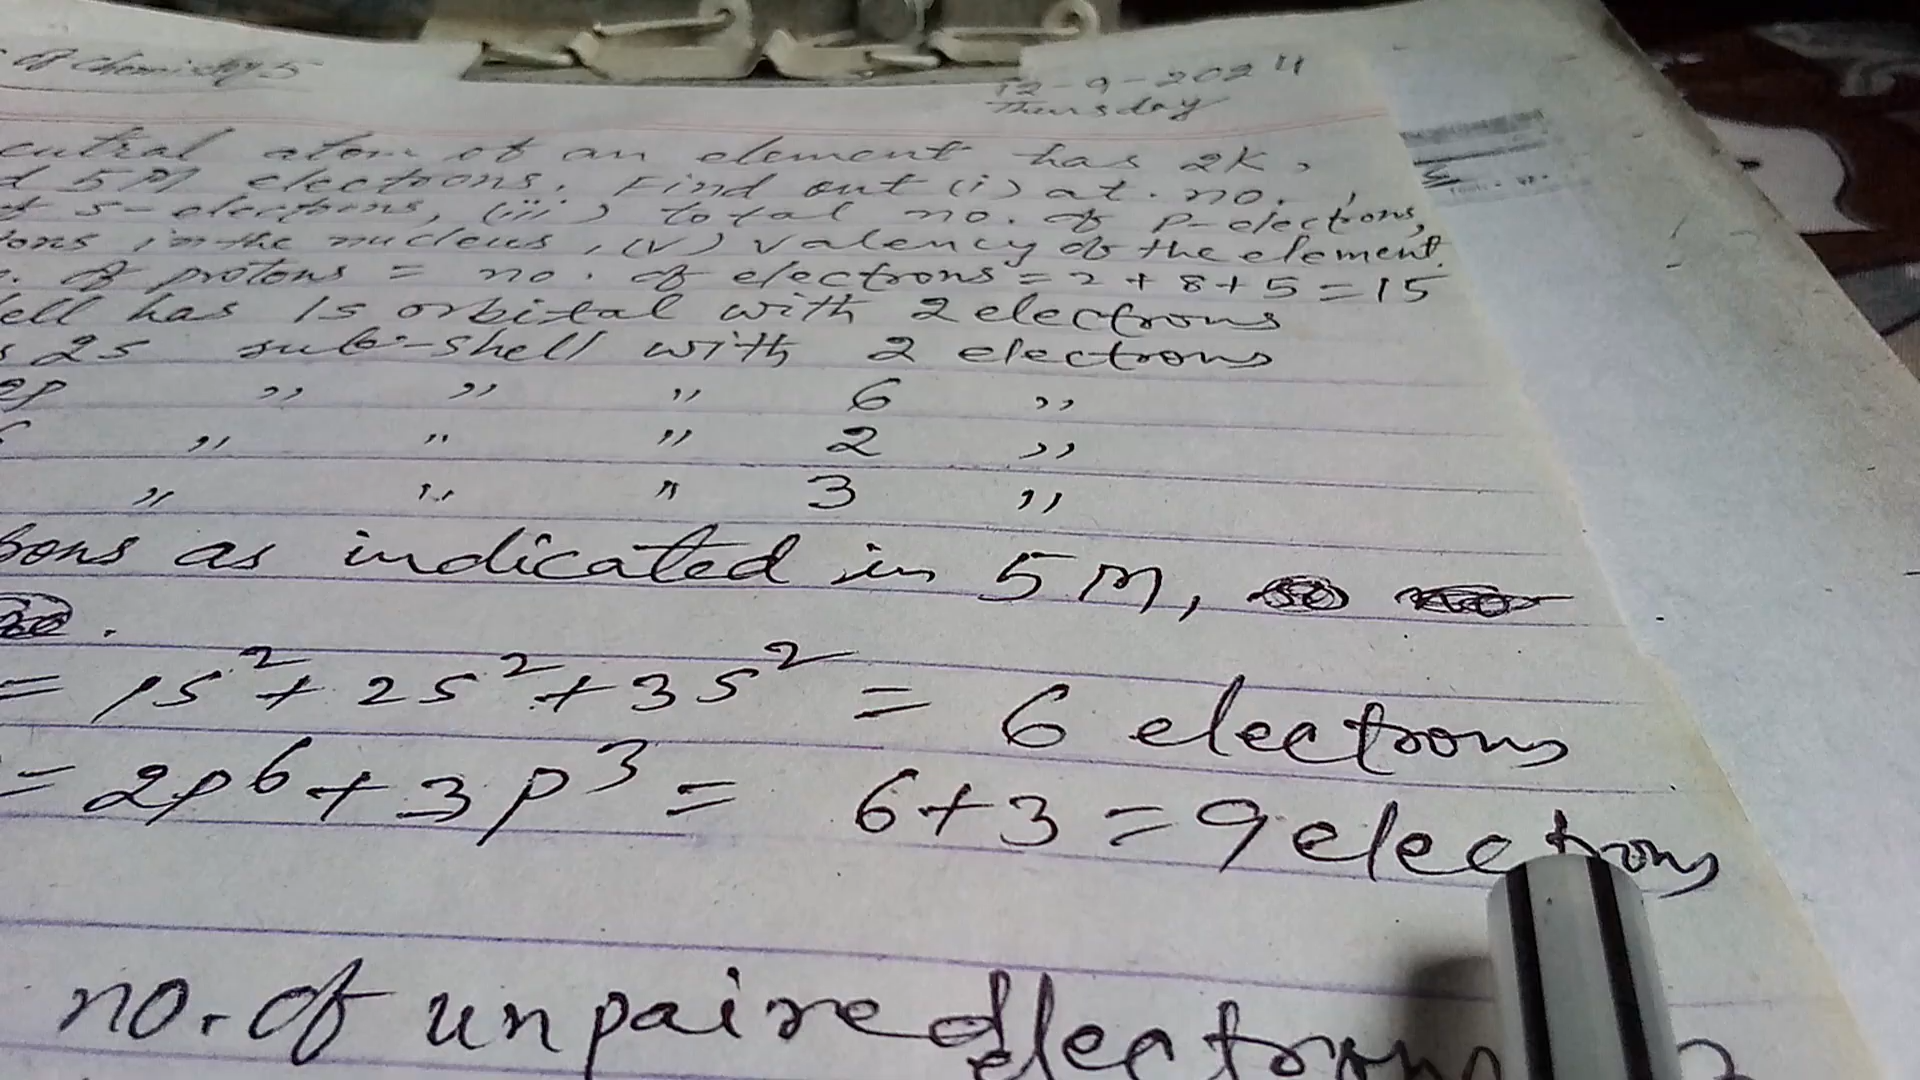 of Chemistry 5
12-9-2024
Thursday
eutral atom of an element has 2K,
d 5M electrons. Find out (i) at. no.,
of s-electrons, (iii) total no. of p-electrons,
ons in the nucleus, (v) valency of the element.
. of protons = no. of electrons = 2 + 8 + 5 = 15
ell has 1s orbital with 2 electrons
s 2s sub-shell with 2 electrons
2p ,, ,, ,, 6 ,,
,, ,, ,, 2 ,,
,, ,, ,, 3 ,,
ons as indicated in 5M,
= 1s² + 2s² + 3s² = 6 electrons
= 2p⁶ + 3p³ = 6+3 = 9 electrons
no. of unpaired electrons